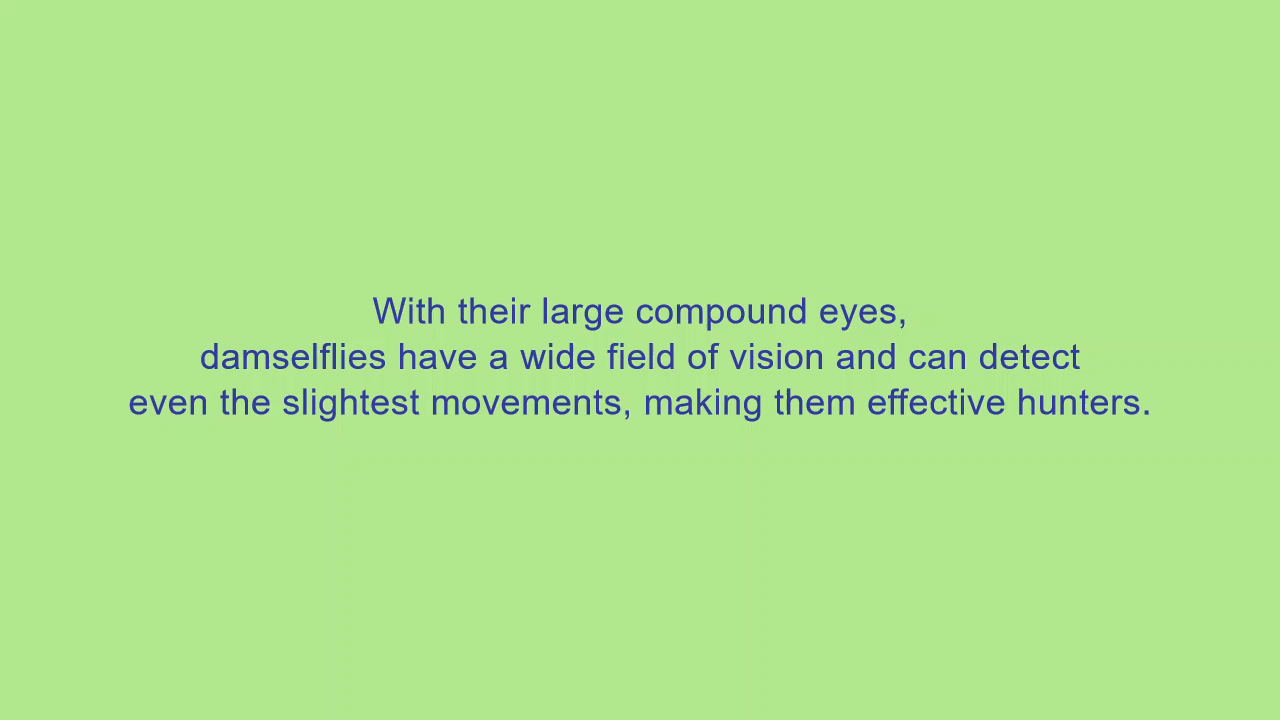 With their large compound eyes,
damselflies have a wide field of vision and can detect
even the slightest movements, making them effective hunters.